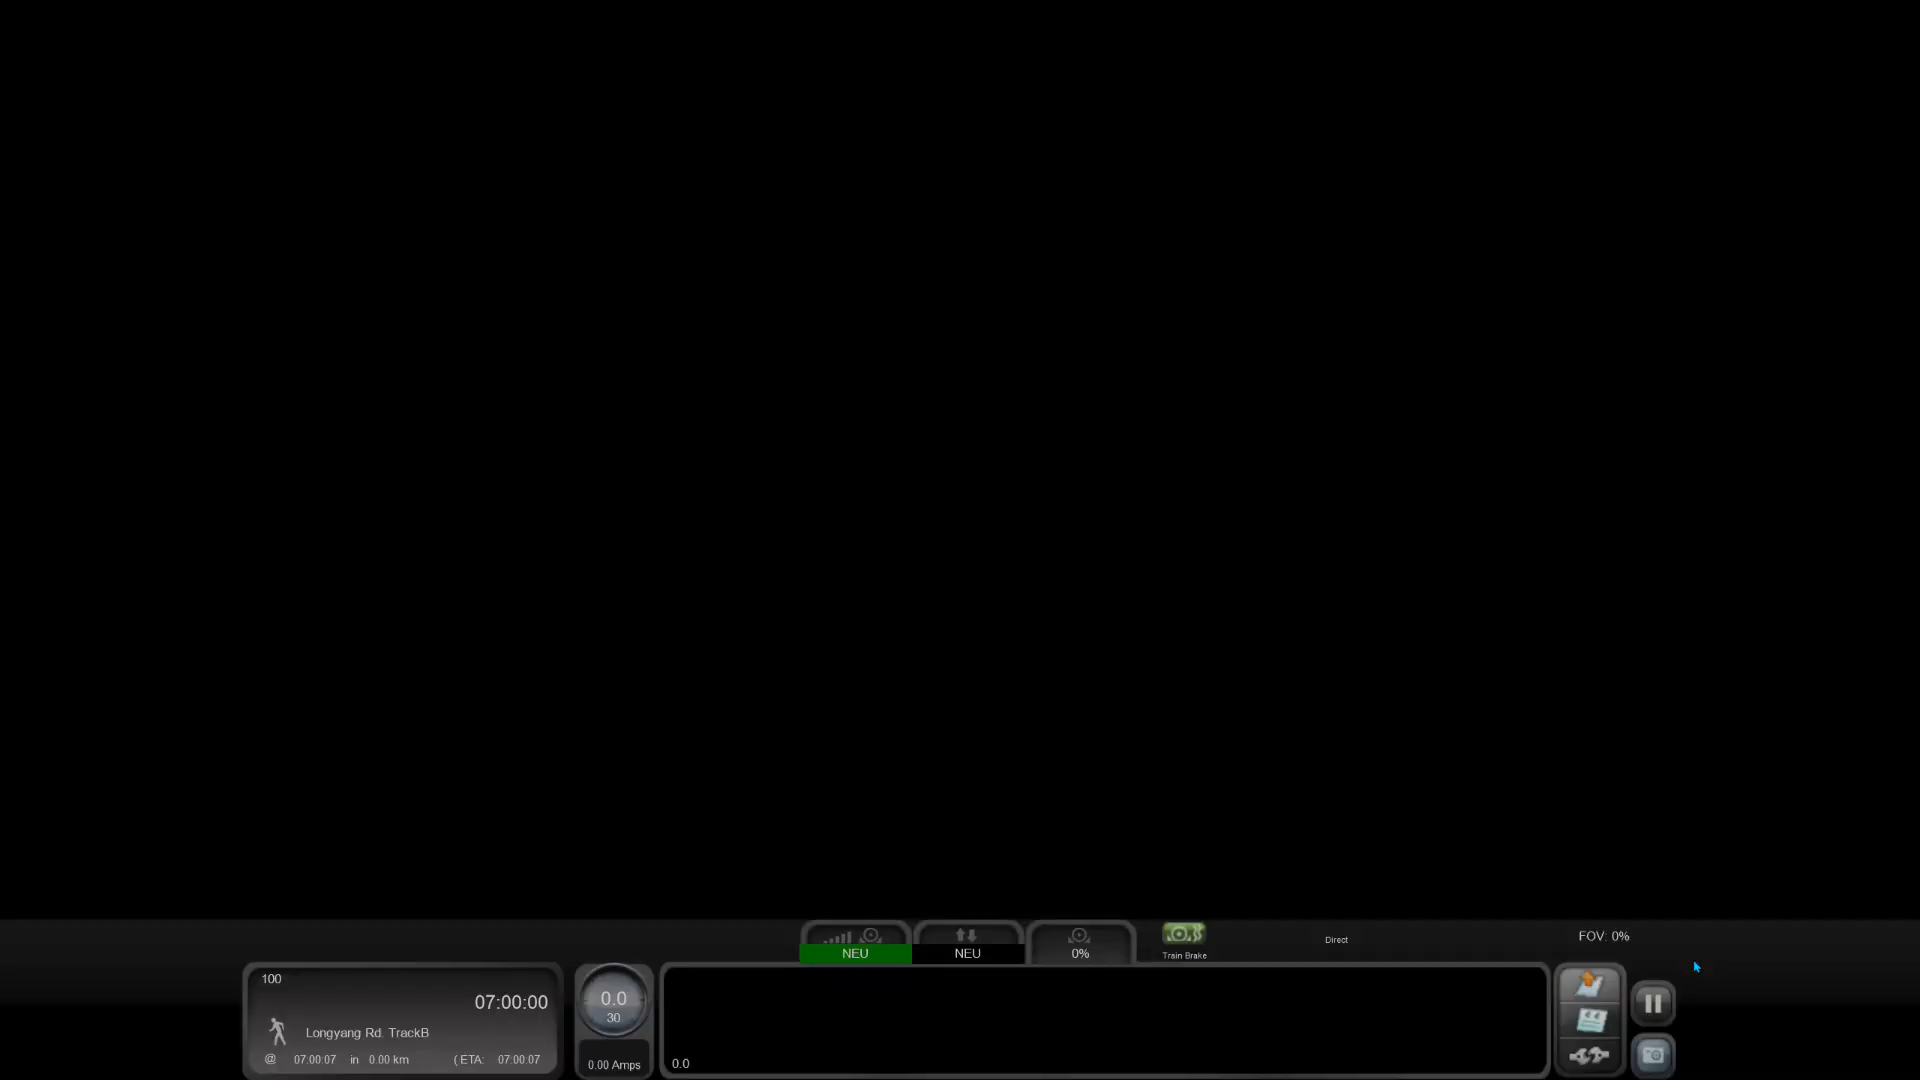 NEU
NEU
0%
Train Brake
Direct
FOV: 0%
100
07:00:00
Longyang Rd. TrackB
@ 07:00:07 in 0.00 km (ETA: 07:00:07
0.0
30
0.00 Amps
0.0